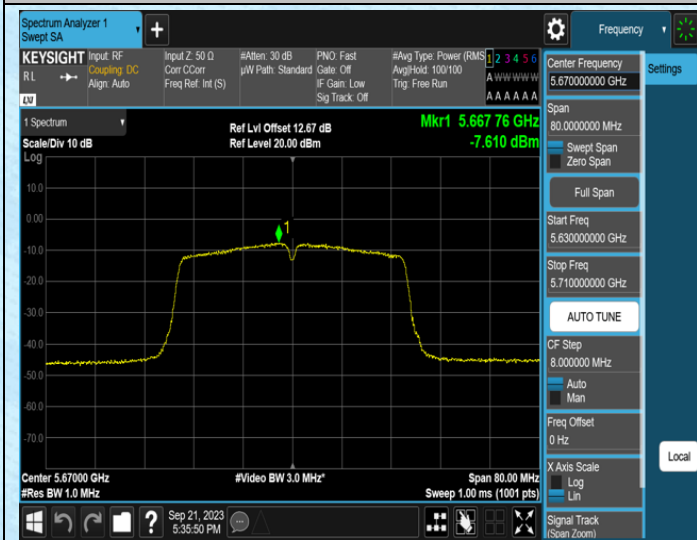 Spectrum Analyzer 1
Swept SA
+
Frequency
KEYSIGHT
RL
LXI
Input: RF
Coupling: DC
Align: Auto
Input Z: 50 Ω
Corr CCorr
Freq Ref: Int (S)
#Atten: 30 dB
µW Path: Standard
PNO: Fast
Gate: Off
IF Gain: Low
Sig Track: Off
#Avg Type: Power (RMS
Avg|Hold: 100/100
Trig: Free Run
1 2 3 4 5 6
A W W W W W
A A A A A A
1 Spectrum
Scale/Div 10 dB
Ref Lvl Offset 12.67 dB
Ref Level 20.00 dBm
Mkr1 5.667 76 GHz
-7.610 dBm
Log
10.0
0.00
-10.0
-20.0
-30.0
-40.0
-50.0
-60.0
-70.0
1
Center 5.67000 GHz
#Res BW 1.0 MHz
#Video BW 3.0 MHz*
Span 80.00 MHz
Sweep 1.00 ms (1001 pts)
?
Sep 21, 2023
5:35:50 PM
Center Frequency
5.670000000 GHz
Span
80.0000000 MHz
Swept Span
Zero Span
Full Span
Start Freq
5.630000000 GHz
Stop Freq
5.710000000 GHz
AUTO TUNE
CF Step
8.000000 MHz
Auto
Man
Freq Offset
0 Hz
X Axis Scale
Log
Lin
Signal Track
(Span Zoom)
Settings
Local